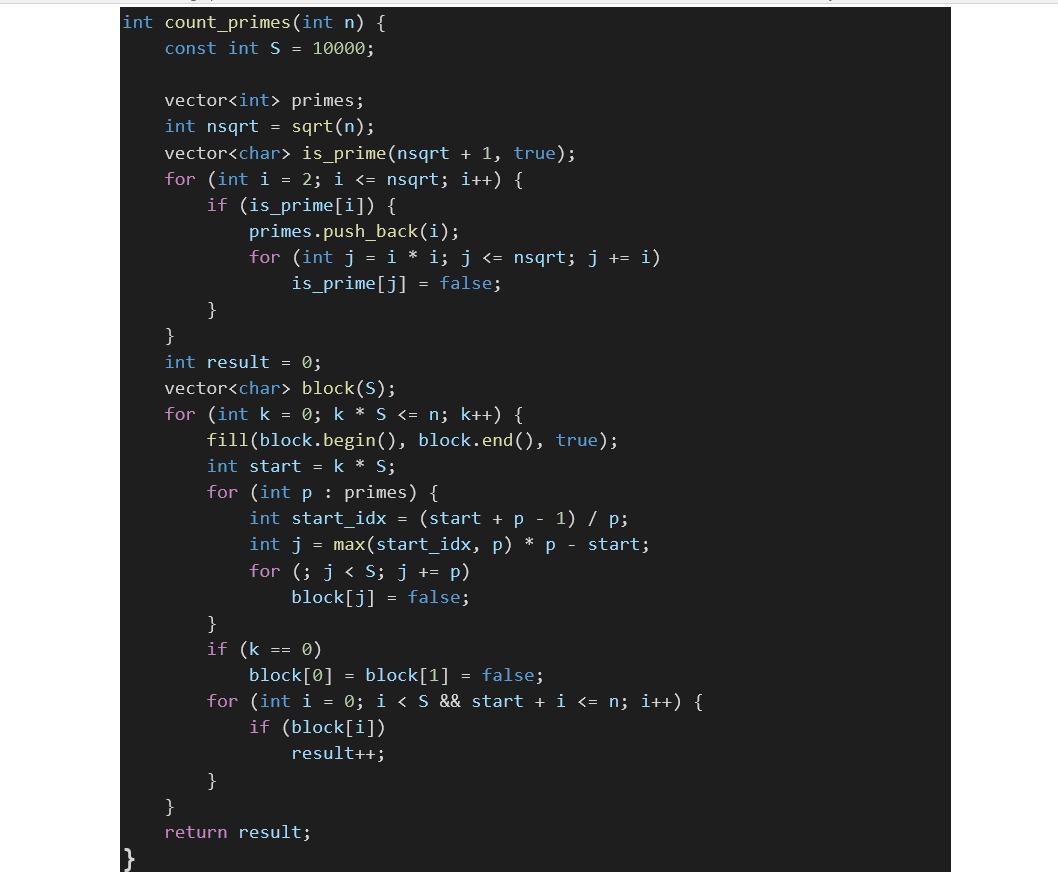 int count_primes(int n) {
    const int S = 10000;

    vector<int> primes;
    int nsqrt = sqrt(n);
    vector<char> is_prime(nsqrt + 1, true);
    for (int i = 2; i <= nsqrt; i++) {
        if (is_prime[i]) {
            primes.push_back(i);
            for (int j = i * i; j <= nsqrt; j += i)
                is_prime[j] = false;
        }
    }
    int result = 0;
    vector<char> block(S);
    for (int k = 0; k * S <= n; k++) {
        fill(block.begin(), block.end(), true);
        int start = k * S;
        for (int p : primes) {
            int start_idx = (start + p - 1) / p;
            int j = max(start_idx, p) * p - start;
            for (; j < S; j += p)
                block[j] = false;
        }
        if (k == 0)
            block[0] = block[1] = false;
        for (int i = 0; i < S && start + i <= n; i++) {
            if (block[i])
                result++;
        }
    }
    return result;
}